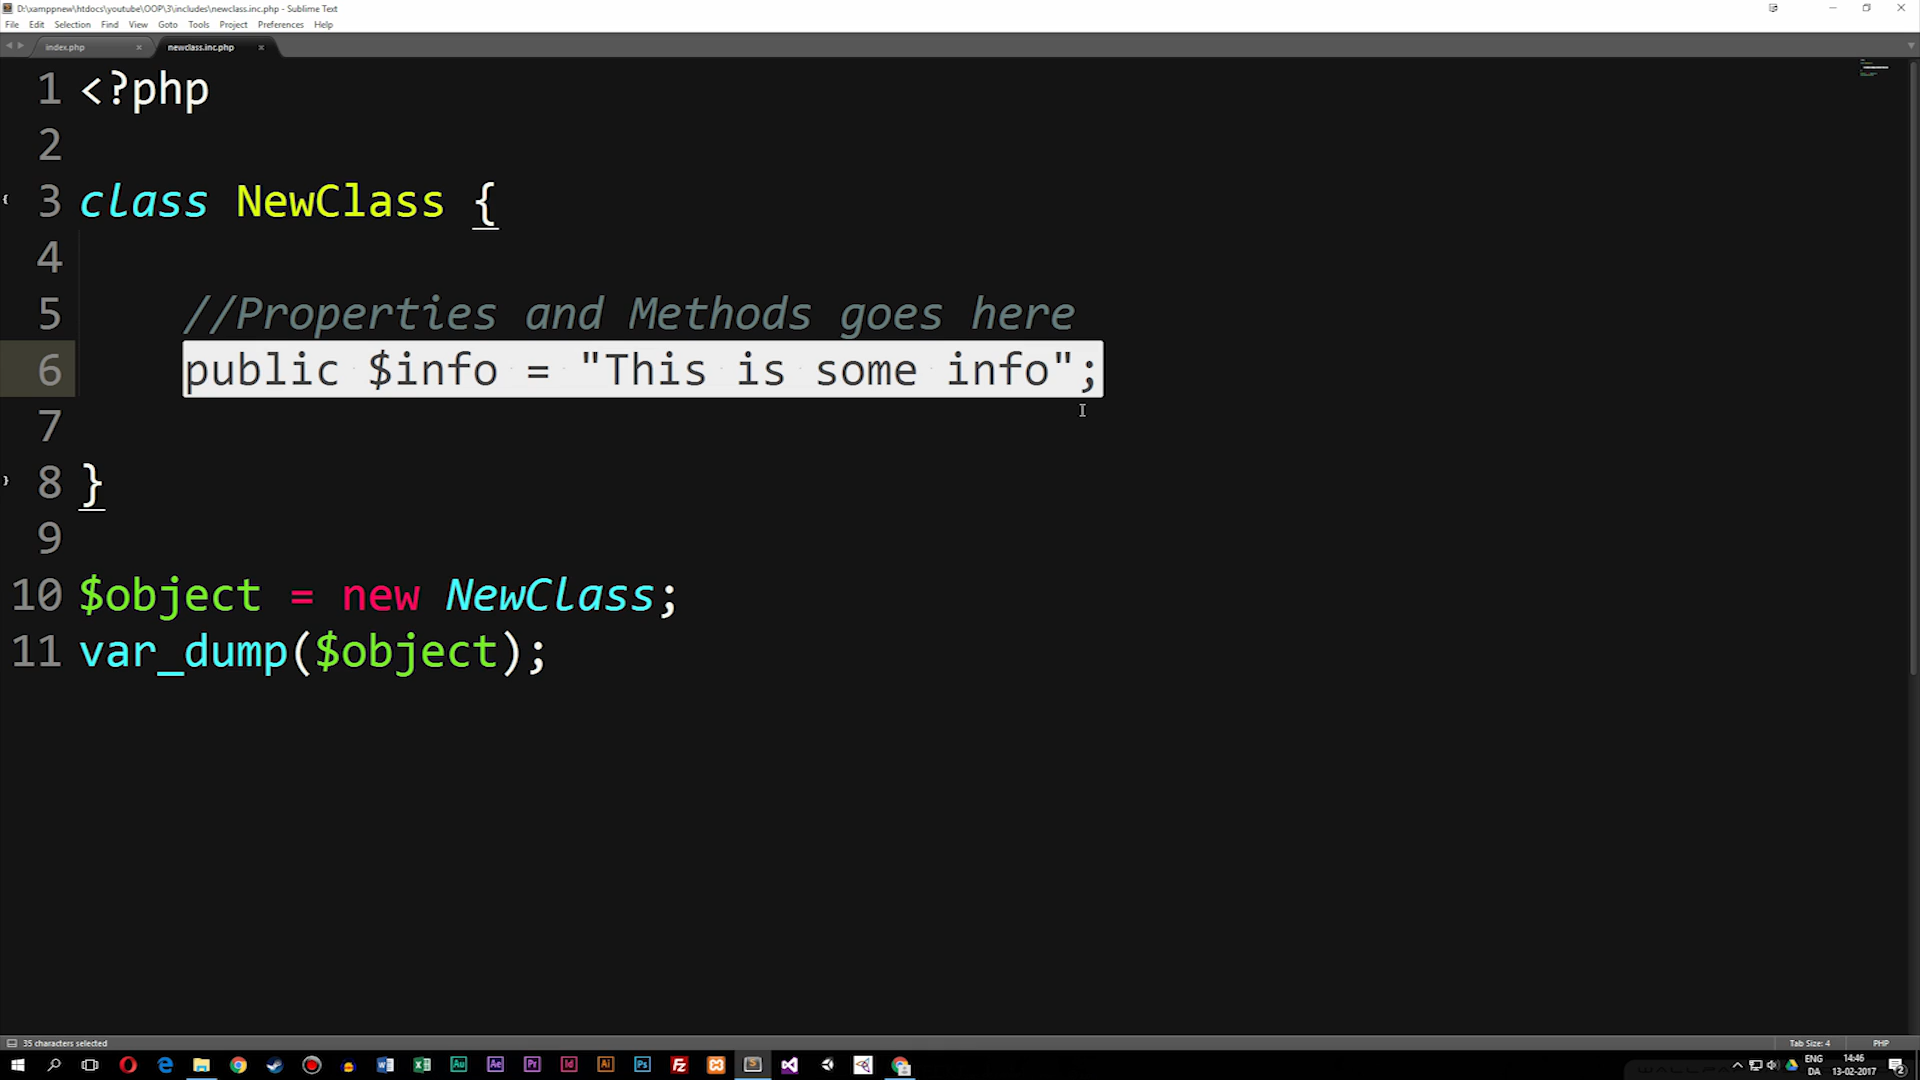 D:\xamppnew\htdocs\youtube\OOP\3\includes\newclass.inc.php - Sublime Text
File Edit Selection Find View Goto Tools Project Preferences Help
index.php × newclass.inc.php ×
1 <?php
2
3 class NewClass {
4
5 //Properties and Methods goes here
6 public $info = "This is some info";
7
8 }
9
10 $object = new NewClass;
11 var_dump($object);
35 characters selected Tab Size: 4 PHP
ENG 14:46
DA 13-02-2017